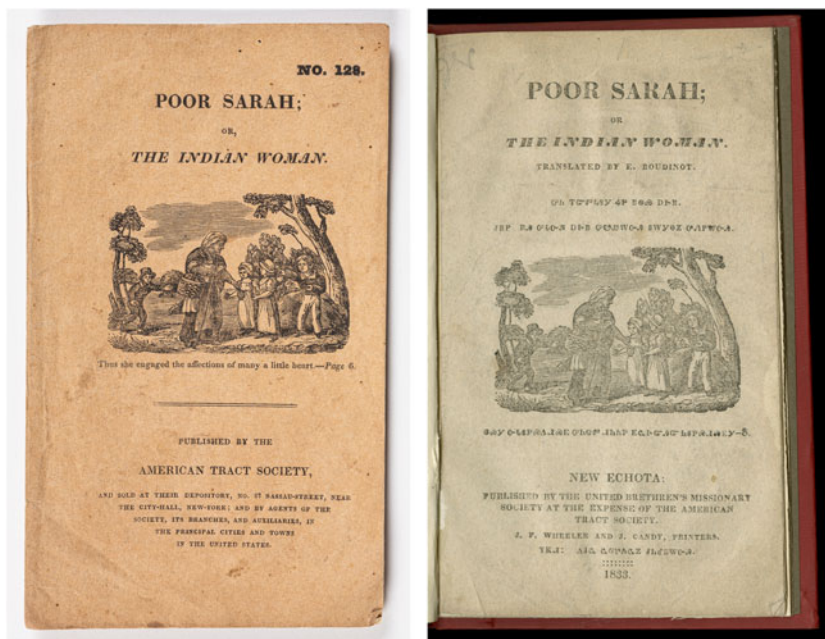 NO. 128.
POOR SARAH;
OR,
THE INDIAN WOMAN.
Thus she engaged the affections of many a little heart.—Page 6.
PUBLISHED BY THE
AMERICAN TRACT SOCIETY,
AND SOLD AT THEIR DEPOSITORY, NO. 87 NASSAU-STREET, NEAR
THE CITY-HALL, NEW-YORK; AND BY AGENTS OF THE
SOCIETY, ITS BRANCHES, AND AUXILIARIES, IN
THE PRINCIPAL CITIES AND TOWNS
IN THE UNITED STATES.
POOR SARAH;
OR
THE INDIAN WOMAN.
TRANSLATED BY E. BOUDINOT.
NEW ECHOTA:
PUBLISHED BY THE UNITED BRETHREN'S MISSIONARY
SOCIETY AT THE EXPENSE OF THE AMERICAN
TRACT SOCIETY.
J. F. WHEELER AND J. CANDY, PRINTERS.
1833.